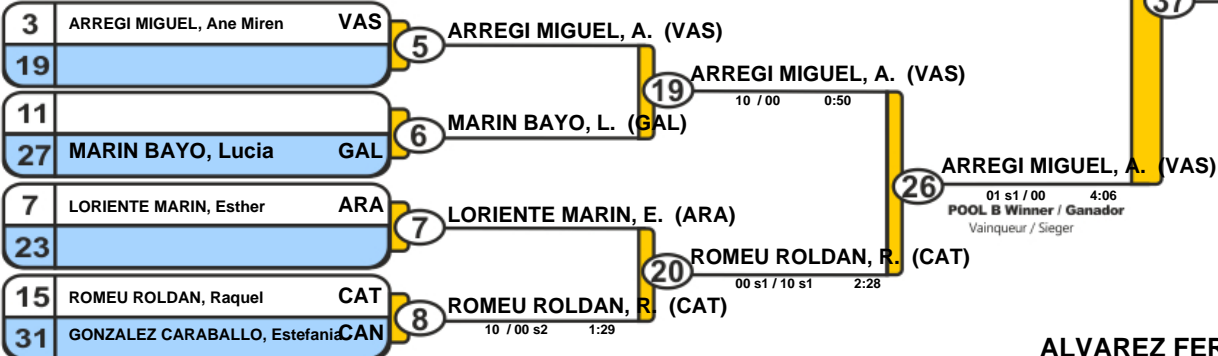 37
3 ARREGI MIGUEL, Ane Miren VAS
19
5 ARREGI MIGUEL, A. (VAS)
19 ARREGI MIGUEL, A. (VAS)
10 / 00 0:50
11
27 MARIN BAYO, Lucia GAL
6 MARIN BAYO, L. (GAL)
26 ARREGI MIGUEL, A. (VAS)
01 s1 / 00 4:06
POOL B Winner / Ganador
Vainqueur / Sieger
7 LORIENTE MARIN, Esther ARA
23
7 LORIENTE MARIN, E. (ARA)
20 ROMEU ROLDAN, R. (CAT)
00 s1 / 10 s1 2:28
15 ROMEU ROLDAN, Raquel CAT
31 GONZALEZ CARABALLO, Estefania CAN
8 ROMEU ROLDAN, R. (CAT)
10 / 00 s2 1:29
ALVAREZ FER